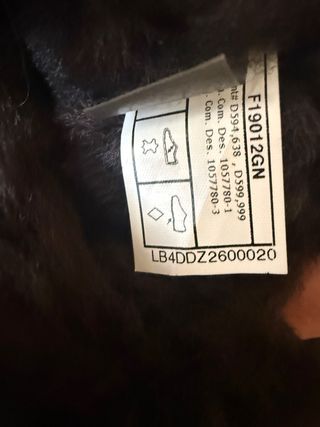 F19012GN
nt# D594,638 , D599,999
). Com. Des. 1057780-1
. Com. Des. 1057780-3
LB4DDZ2600020